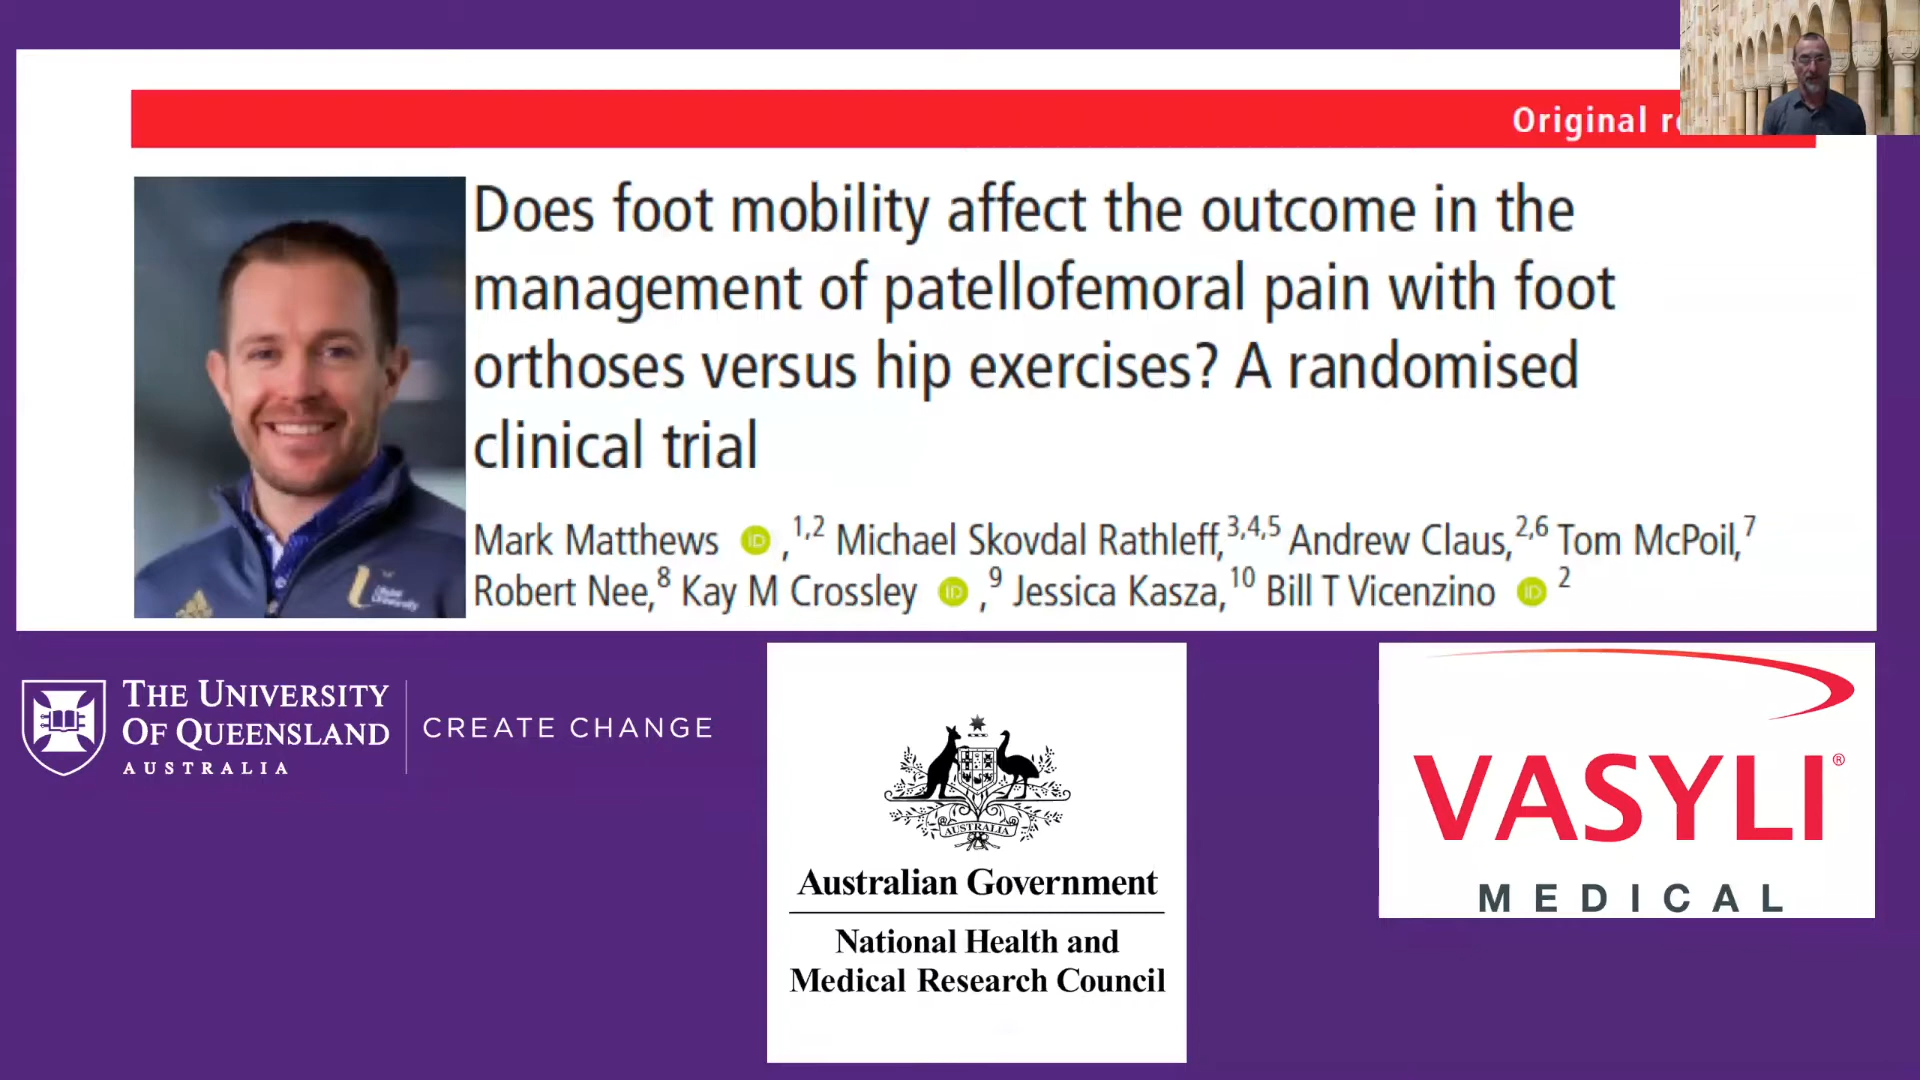 Original r
Does foot mobility affect the outcome in the
management of patellofemoral pain with foot
orthoses versus hip exercises? A randomised
clinical trial
Mark Matthews iD ,1,2 Michael Skovdal Rathleff,3,4,5 Andrew Claus,2,6 Tom McPoil,7
Robert Nee,8 Kay M Crossley iD ,9 Jessica Kasza,10 Bill T Vicenzino iD 2
THE UNIVERSITY
OF QUEENSLAND
AUSTRALIA
CREATE CHANGE
AUSTRALIA
Australian Government
National Health and
Medical Research Council
VASYLI®
MEDICAL